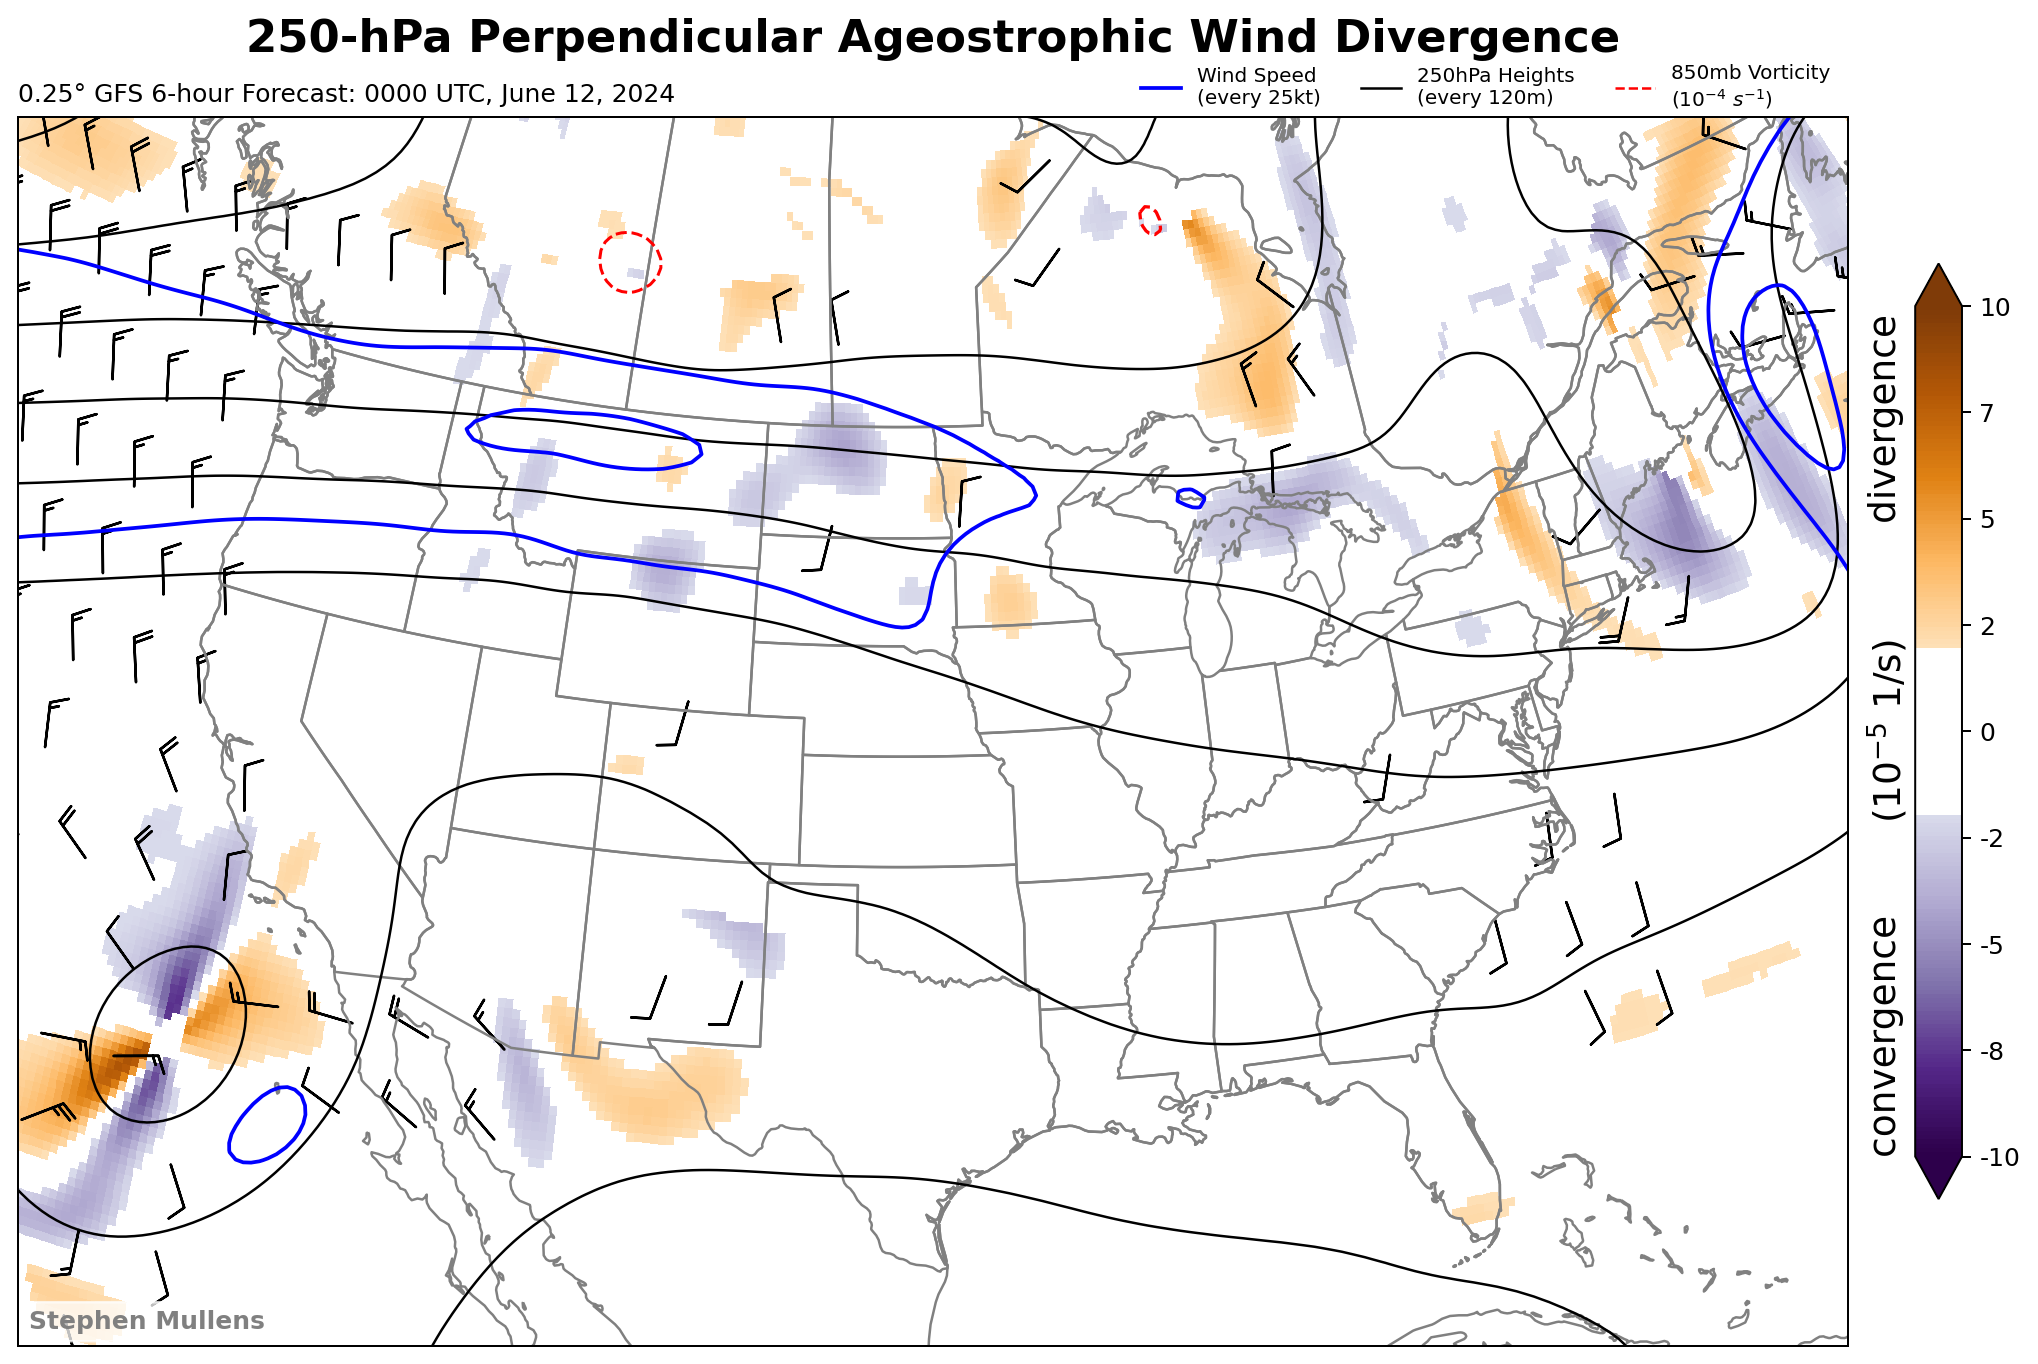 250-hPa Perpendicular Ageostrophic Wind Divergence
0.25° GFS 6-hour Forecast: 0000 UTC, June 12, 2024
Wind Speed
(every 25kt)
250hPa Heights
(every 120m)
850mb Vorticity
(10⁻⁴ s⁻¹)
10
7
5
2
0
-2
-5
-8
-10
convergence (10⁻⁵ 1/s) divergence
Stephen Mullens